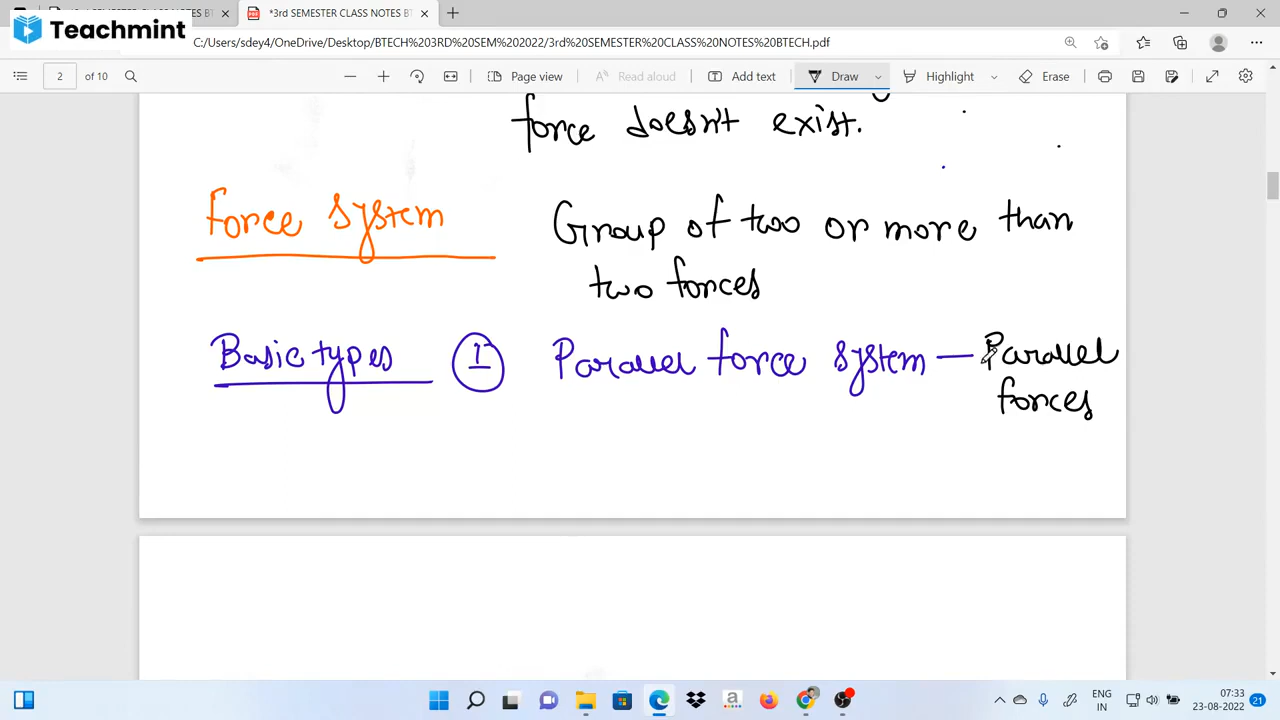 *3rd SEMESTER CLASS NOTES BT
Teachmint
C:/Users/sdey4/OneDrive/Desktop/BTECH%203RD%20SEM%202022/3rd%20SEMESTER%20CLASS%20NOTES%20BTECH.pdf
2 of 10 Page view Read aloud Add text Draw Highlight Erase
force doesn't exist.
Force system Group of two or more than
two forces
Basic types I Parallel force system — Parallel
forces
ENG 07:33
IN 23-08-2022 21